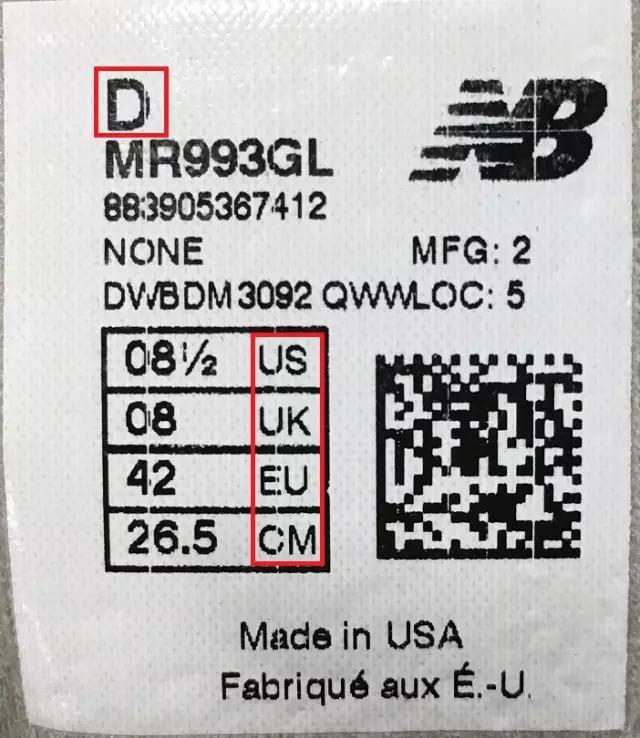 D
NB
MR993GL
883905367412
NONE MFG: 2
DWBDM3092 QWWLOC: 5
08½ US
08 UK
42 EU
26.5 CM
Made in USA
Fabriqué aux É.-U.